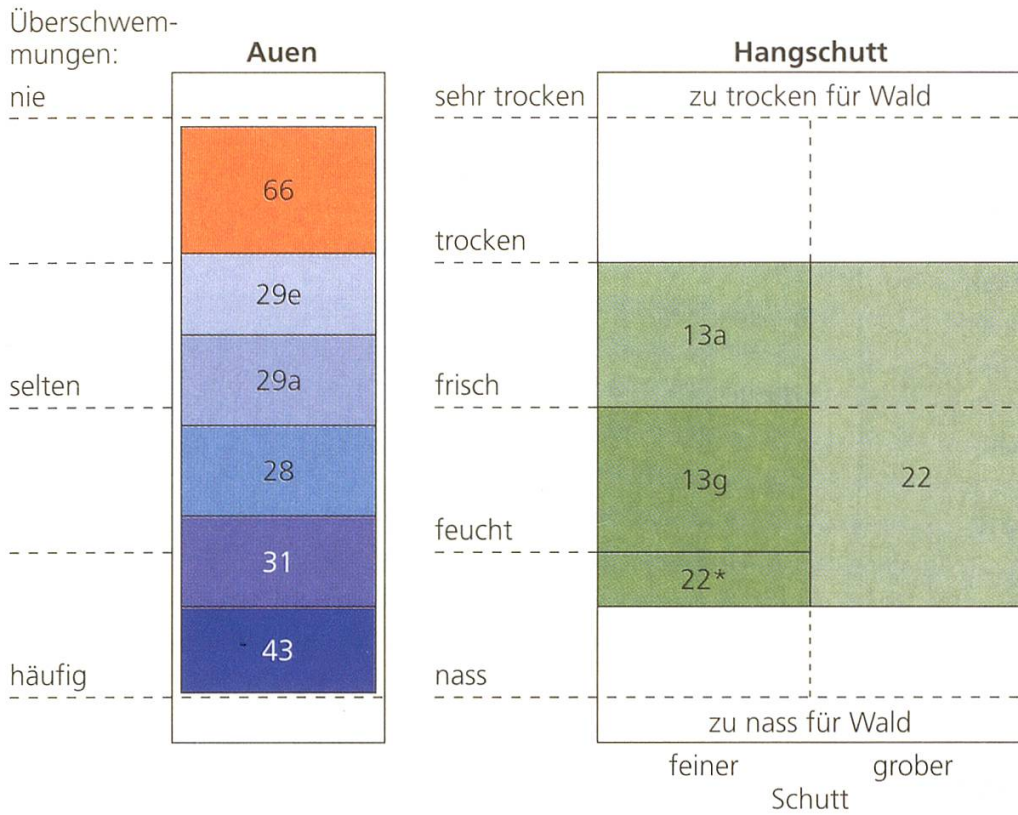 Überschwem-
mungen:
Auen
nie
66
29e
selten
29a
28
31
häufig
43
Hangschutt
sehr trocken
zu trocken für Wald
trocken
frisch
13a
feucht
13g
22
22*
nass
zu nass für Wald
feiner
grober
Schutt